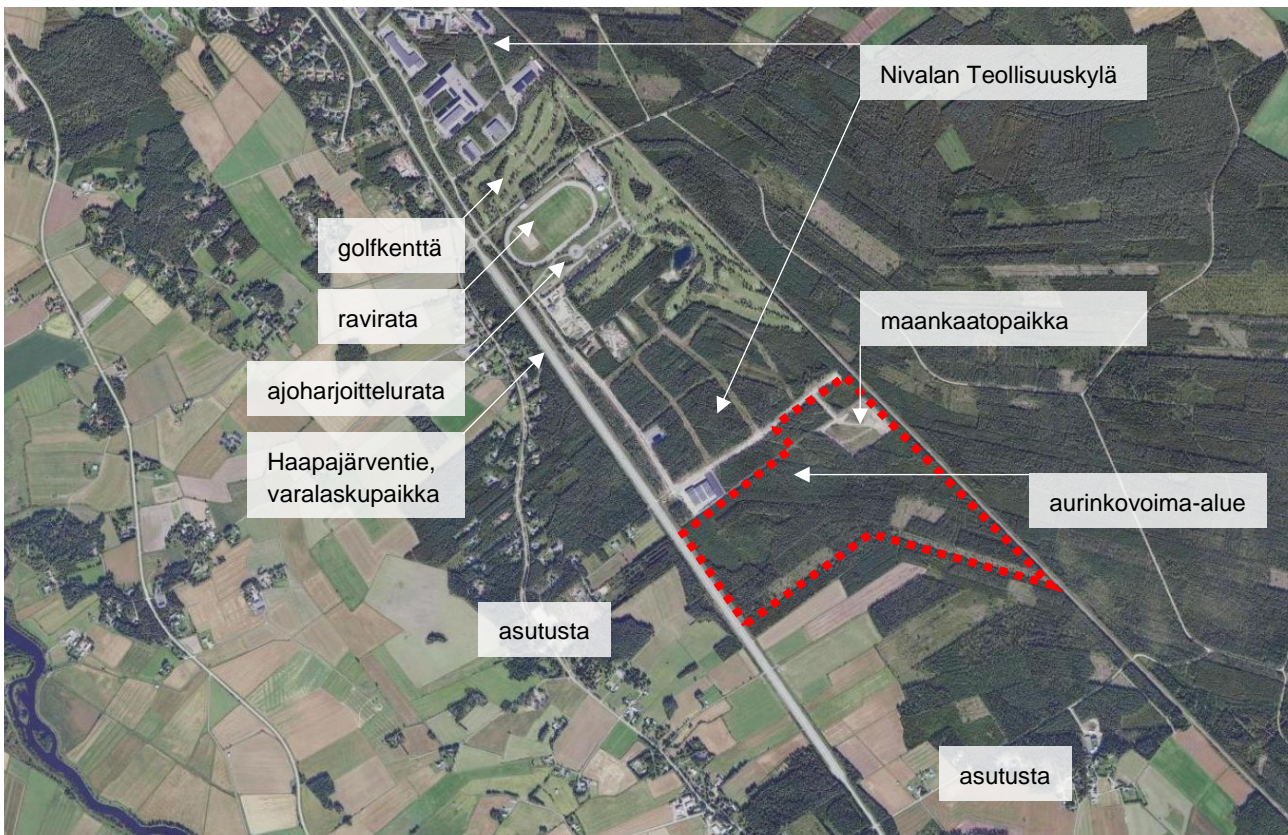 Nivalan Teollisuuskylä
golfkenttä
ravirata
maankaatopaikka
ajoharjoittelurata
Haapajärventie,
varalaskupaikka
aurinkovoima-alue
asutusta
asutusta